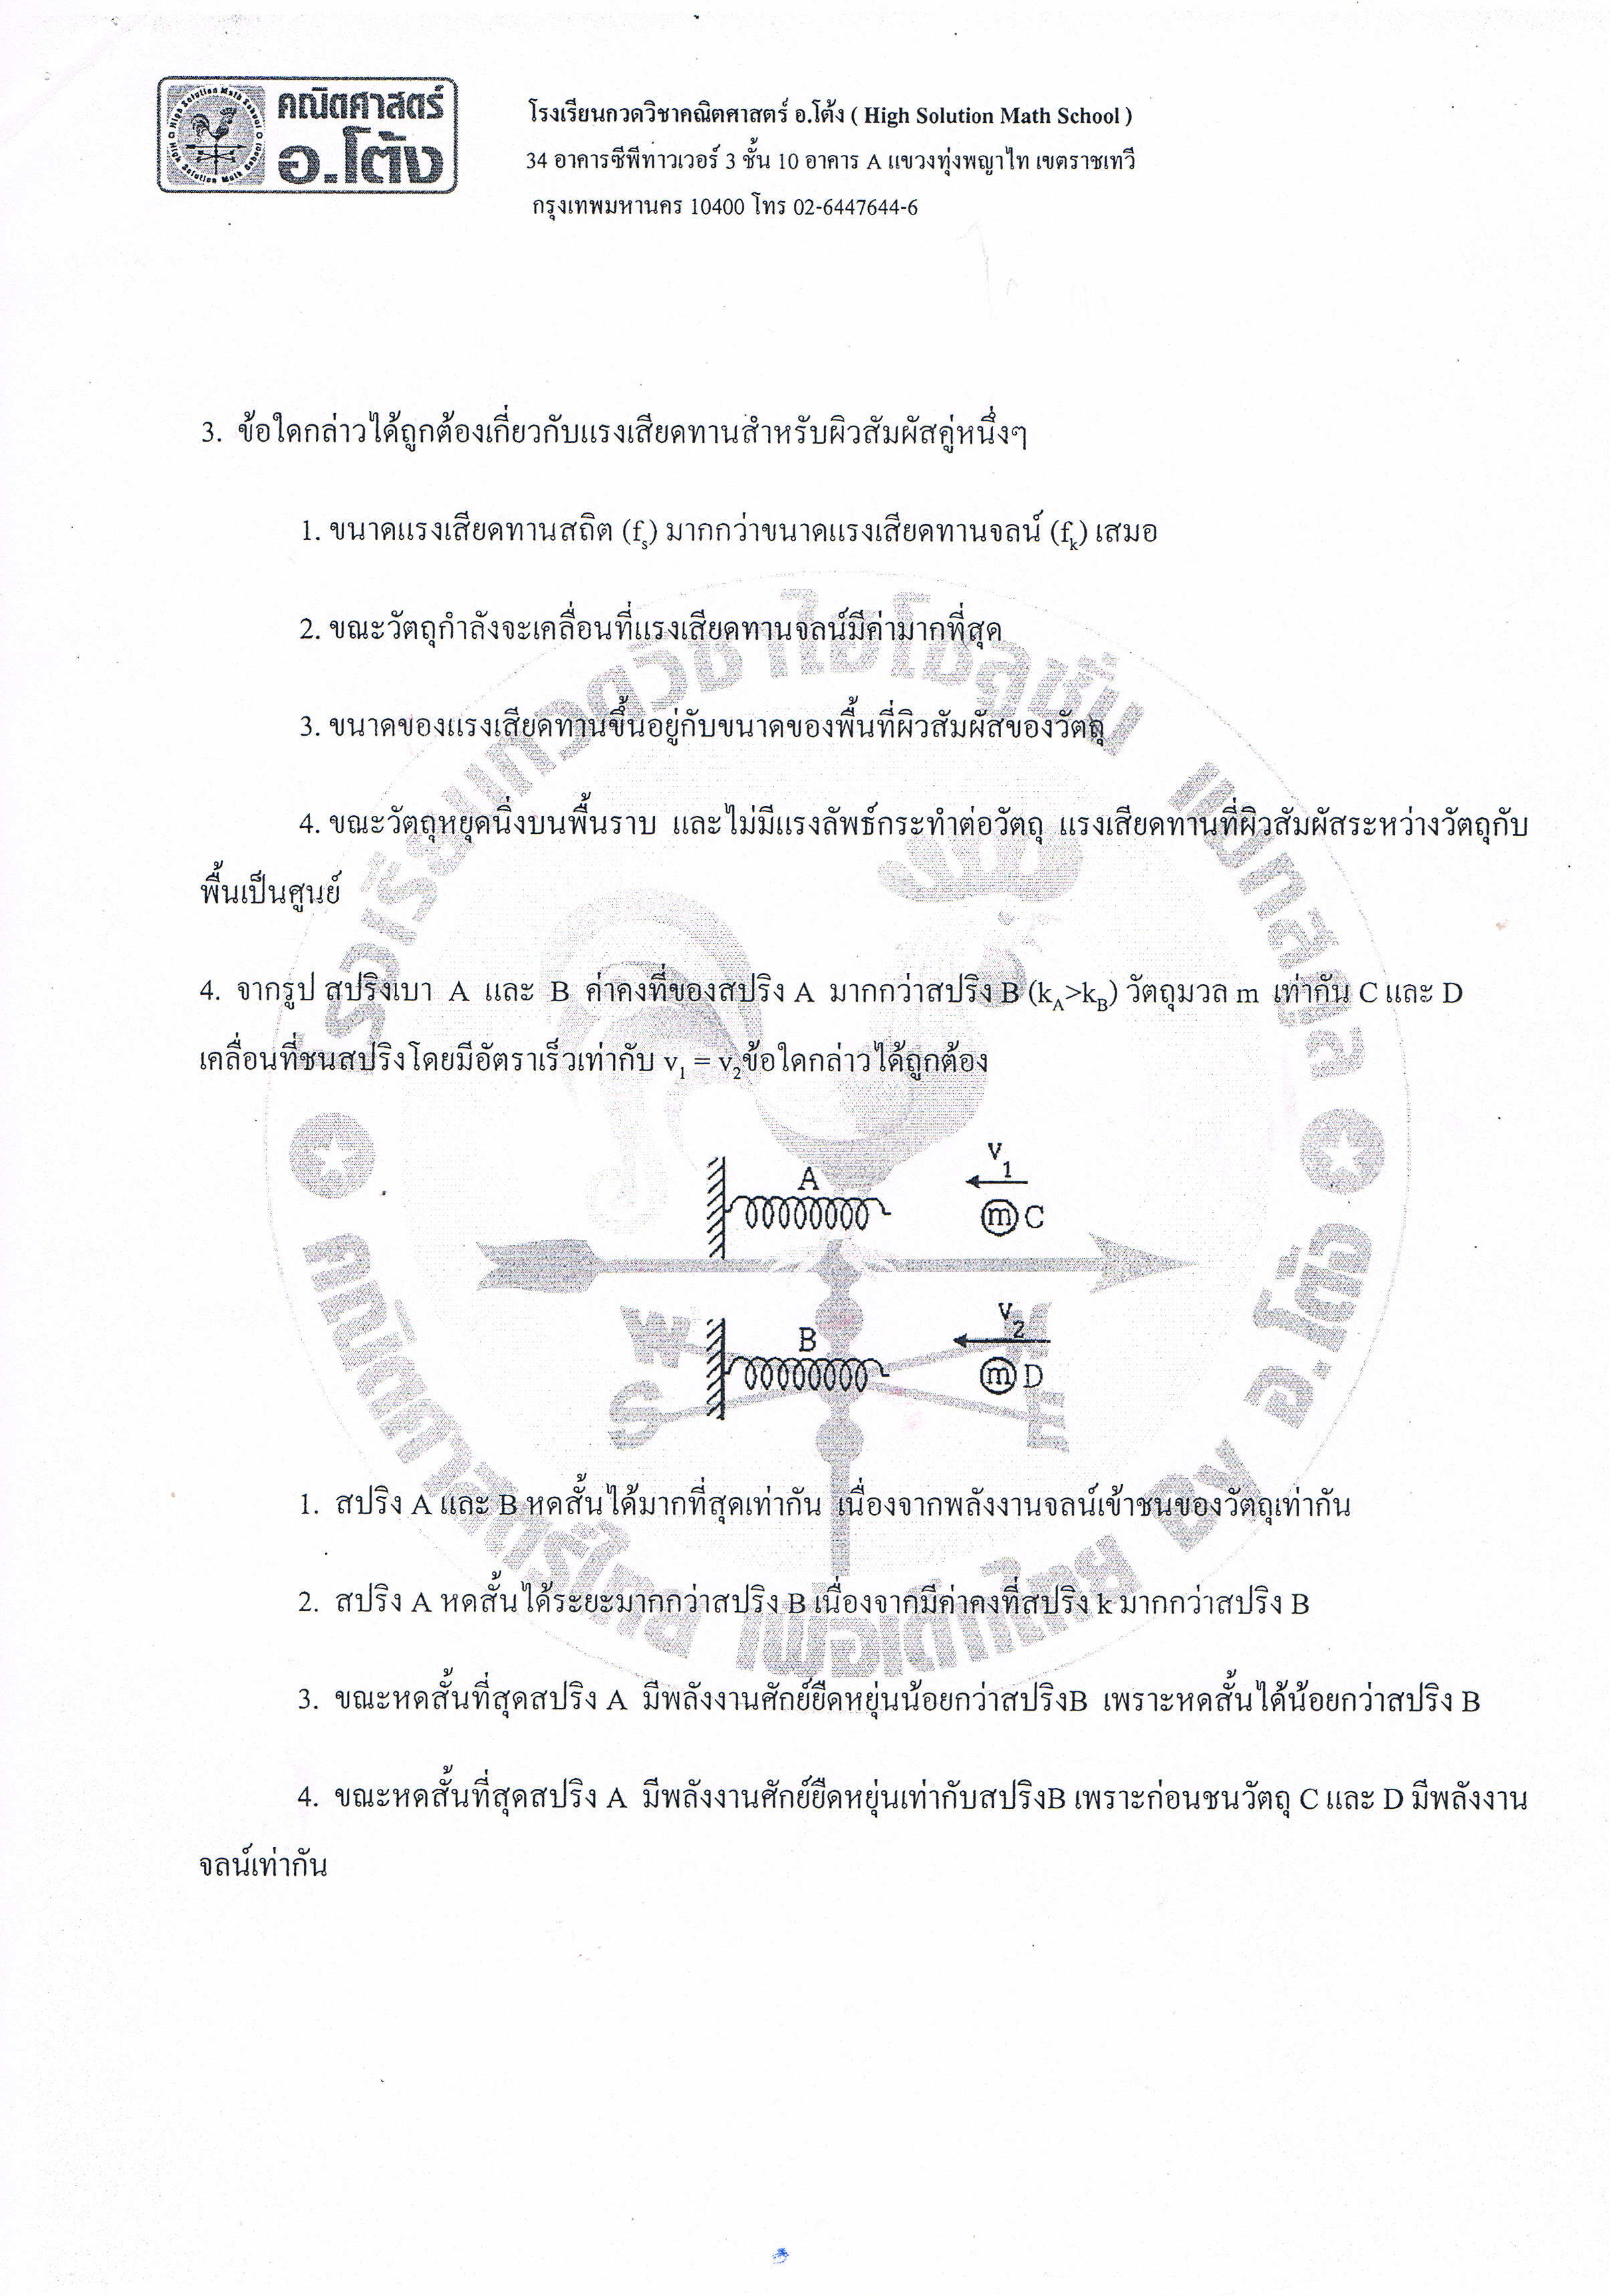 คณิตศาสตร์
อ.โต้ง
โรงเรียนกวดวิชาคณิตศาสตร์ อ.โต้ง ( High Solution Math School )
34 อาคารซีพีทาวเวอร์ 3 ชั้น 10 อาคาร A แขวงทุ่งพญาไท เขตราชเทวี
กรุงเทพมหานคร 10400 โทร 02-6447644-6
3. ข้อใดกล่าวได้ถูกต้องเกี่ยวกับแรงเสียดทานสำหรับผิวสัมผัสคู่หนึ่งๆ
1. ขนาดแรงเสียดทานสถิต (fs) มากกว่าขนาดแรงเสียดทานจลน์ (fk) เสมอ
2. ขณะวัตถุกำลังจะเคลื่อนที่แรงเสียดทานจลน์มีค่ามากที่สุด
3. ขนาดของแรงเสียดทานขึ้นอยู่กับขนาดของพื้นที่ผิวสัมผัสของวัตถุ
4. ขณะวัตถุหยุดนิ่งบนพื้นราบ และไม่มีแรงลัพธ์กระทำต่อวัตถุ แรงเสียดทานที่ผิวสัมผัสระหว่างวัตถุกับ
พื้นเป็นศูนย์
4. จากรูป สปริงเบา A และ B ค่าคงที่ของสปริง A มากกว่าสปริง B (kA>kB) วัตถุมวล m เท่ากัน C และ D
เคลื่อนที่ชนสปริงโดยมีอัตราเร็วเท่ากับ v1 = v2ข้อใดกล่าวได้ถูกต้อง
v1
A
m C
v2
B
m D
1. สปริง A และ B หดสั้นได้มากที่สุดเท่ากัน เนื่องจากพลังงานจลน์เข้าชนของวัตถุเท่ากัน
2. สปริง A หดสั้นได้ระยะมากกว่าสปริง B เนื่องจากมีค่าคงที่สปริง k มากกว่าสปริง B
3. ขณะหดสั้นที่สุดสปริง A มีพลังงานศักย์ยืดหยุ่นน้อยกว่าสปริงB เพราะหดสั้นได้น้อยกว่าสปริง B
4. ขณะหดสั้นที่สุดสปริง A มีพลังงานศักย์ยืดหยุ่นเท่ากับสปริงB เพราะก่อนชนวัตถุ C และ D มีพลังงาน
จลน์เท่ากัน